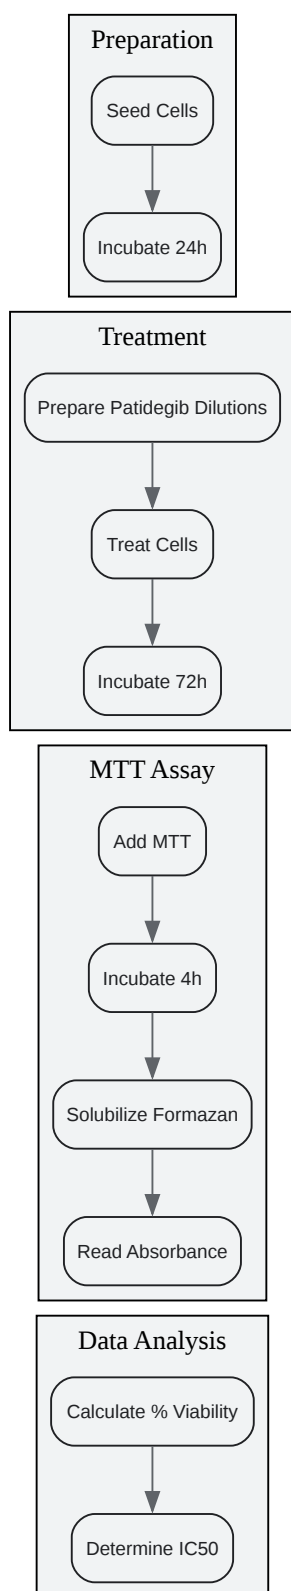 Preparation
Seed Cells
Incubate 24h
Treatment
Prepare Patidegib Dilutions
Treat Cells
Incubate 72h
MTT Assay
Add MTT
Incubate 4h
Solubilize Formazan
Read Absorbance
Data Analysis
Calculate % Viability
Determine IC50